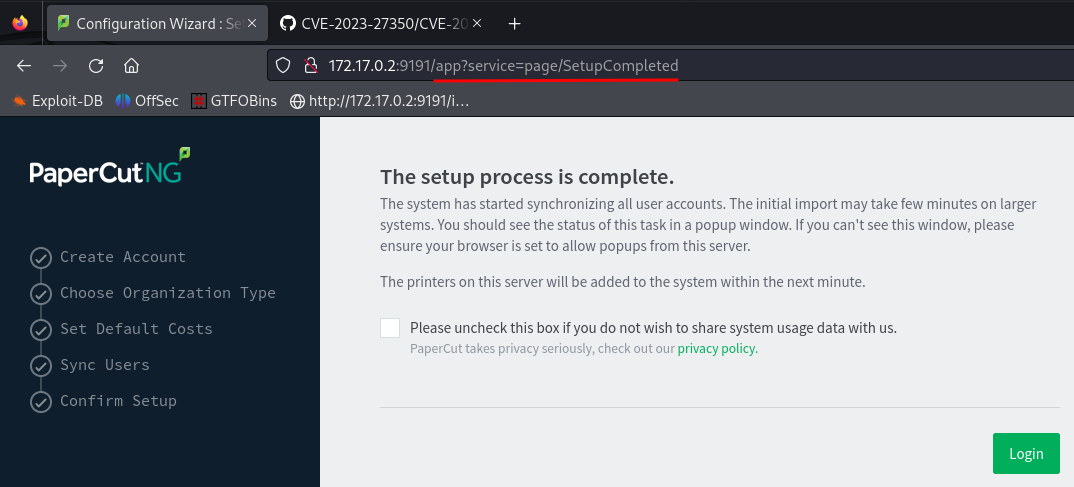 Configuration Wizard : Se
CVE-2023-27350/CVE-20
172.17.0.2:9191/app?service=page/SetupCompleted
Exploit-DB
OffSec
GTFOBins
http://172.17.0.2:9191/i...
PaperCutNG
Create Account
Choose Organization Type
Set Default Costs
Sync Users
Confirm Setup
The setup process is complete.
The system has started synchronizing all user accounts. The initial import may take few minutes on larger
systems. You should see the status of this task in a popup window. If you can't see this window, please
ensure your browser is set to allow popups from this server.
The printers on this server will be added to the system within the next minute.
Please uncheck this box if you do not wish to share system usage data with us.
PaperCut takes privacy seriously, check out our privacy policy.
Login